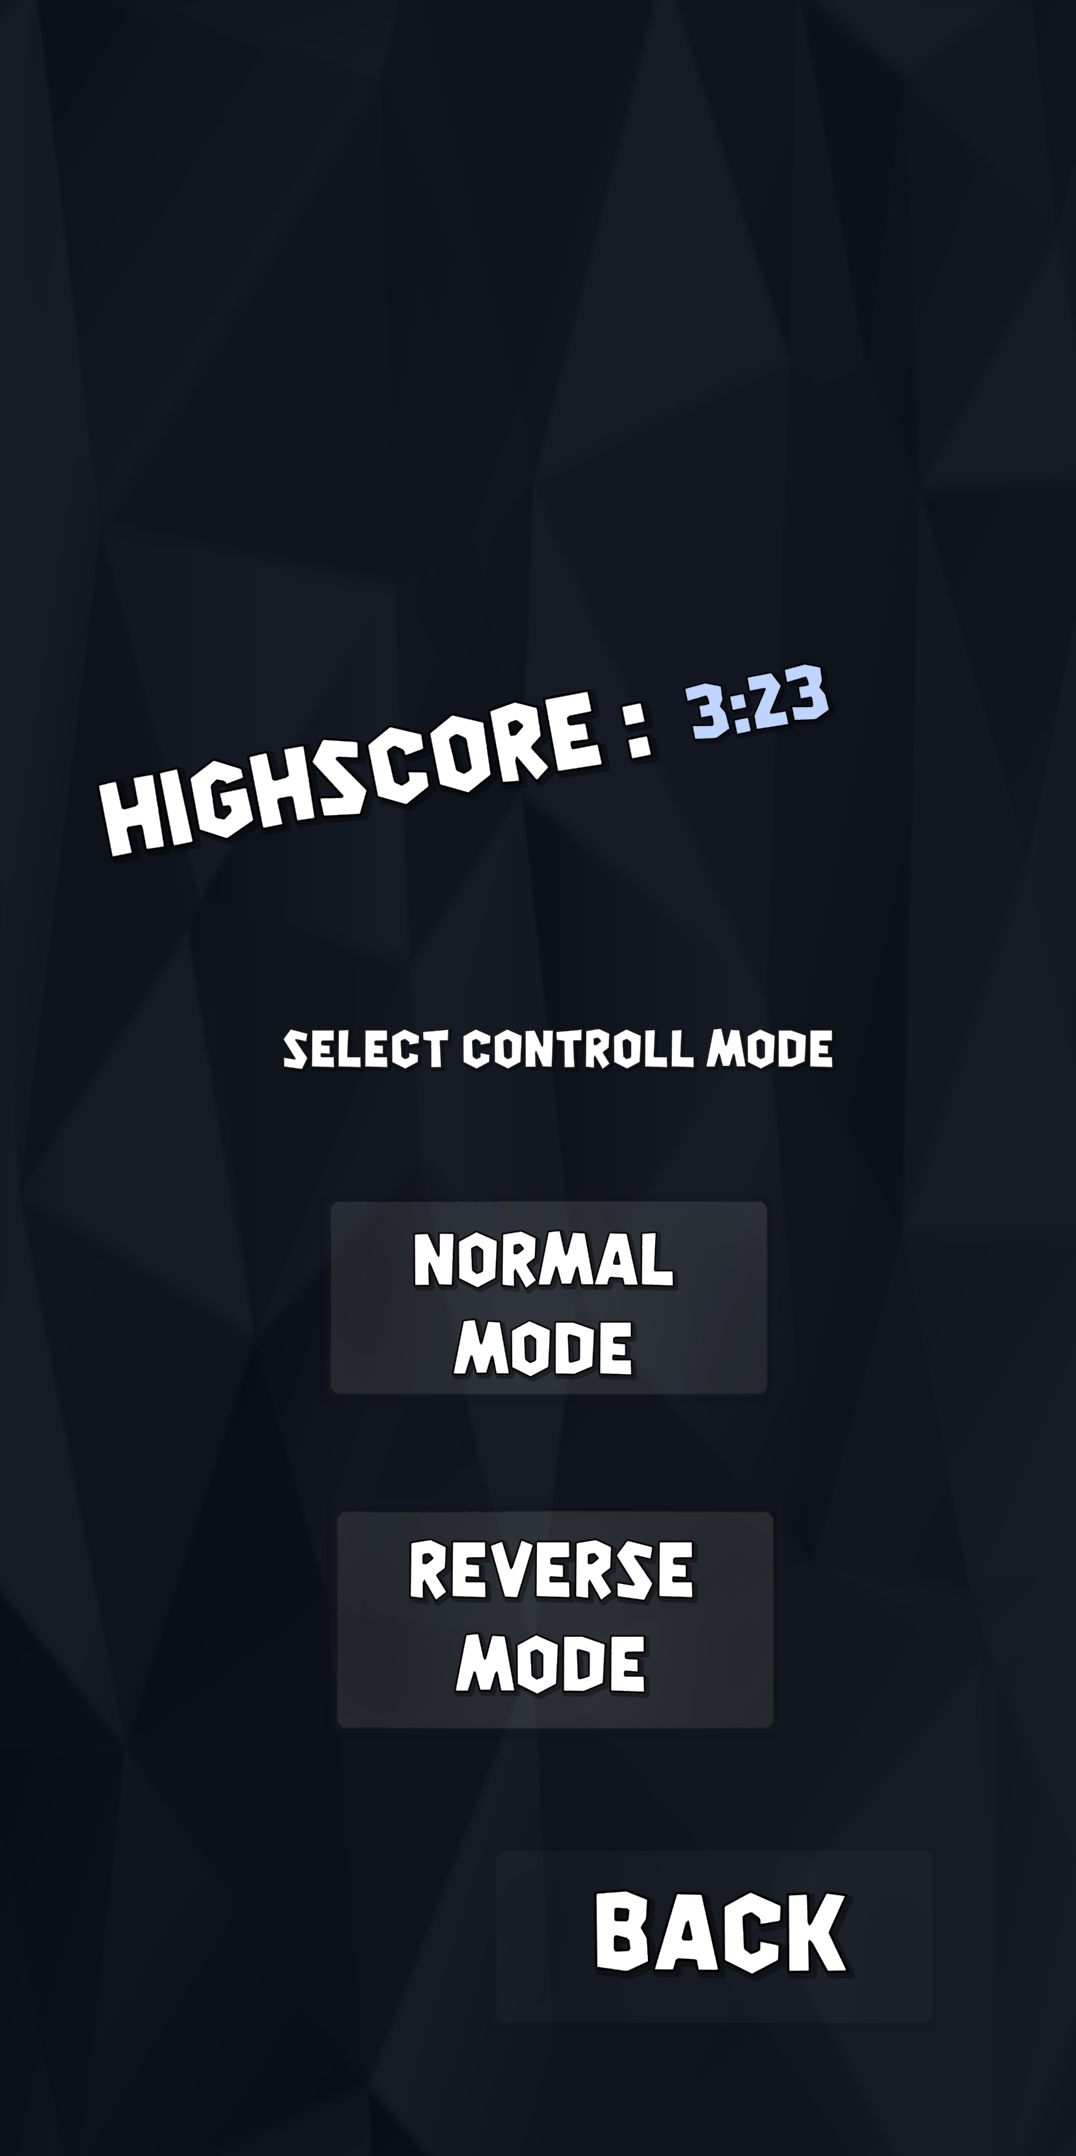 HIGHSCORE : 3:23
SELECT CONTROLL MODE
NORMAL
MODE
REVERSE
MODE
BACK